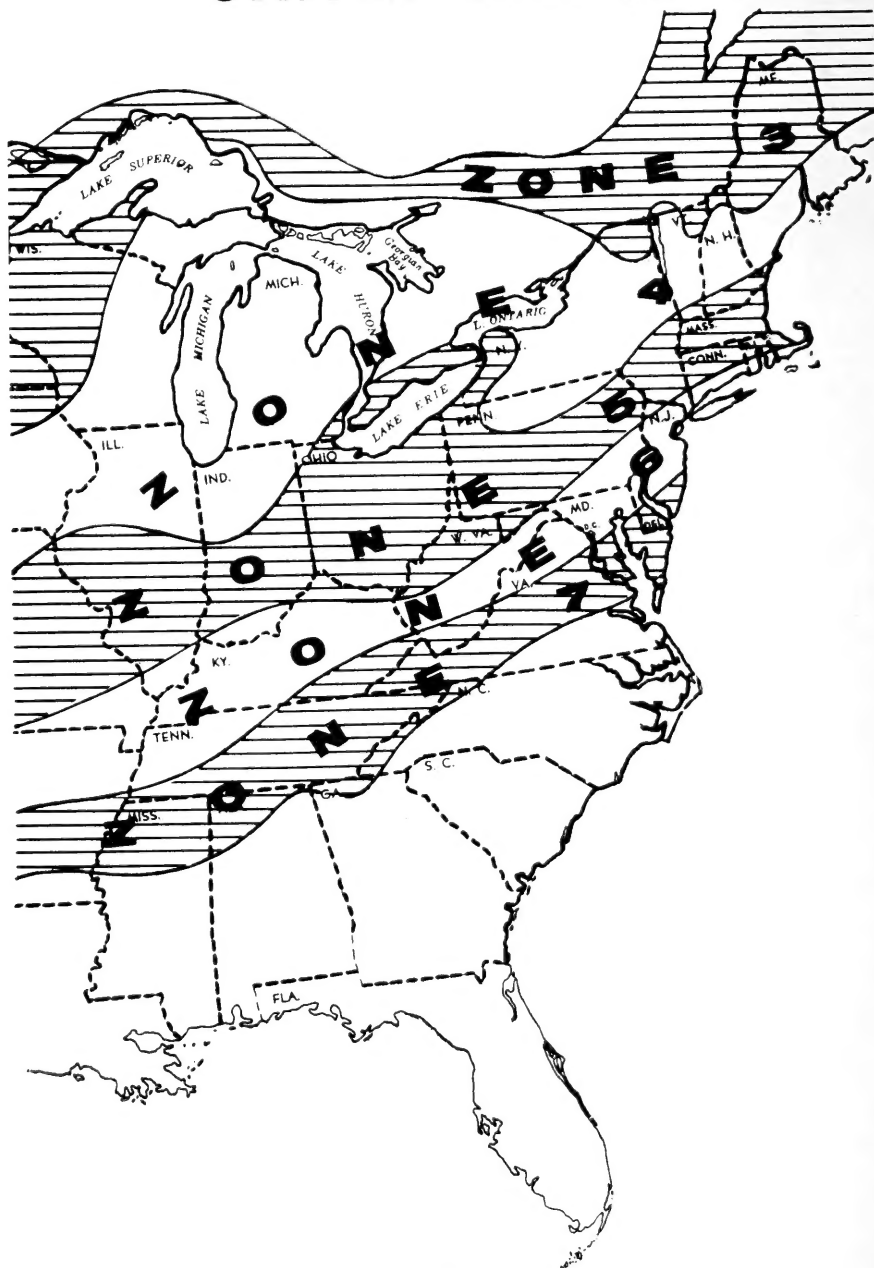 ME.
ZONE 3
LAKE SUPERIOR
WIS.
V.T.
N. H.
Georgian Bay
LAKE HURON
MICH.
LAKE MICHIGAN
L. ONTARIO
ZONE 4
MASS.
CONN.
N. Y.
LAKE ERIE
PENN
N.J.
ILL.
IND.
OHIO
ZONE 5
MD.
D.C.
DEL.
W. VA.
VA.
ZONE 6
KY.
ZONE 7
N. C.
TENN.
S. C.
GA.
MISS.
FLA.